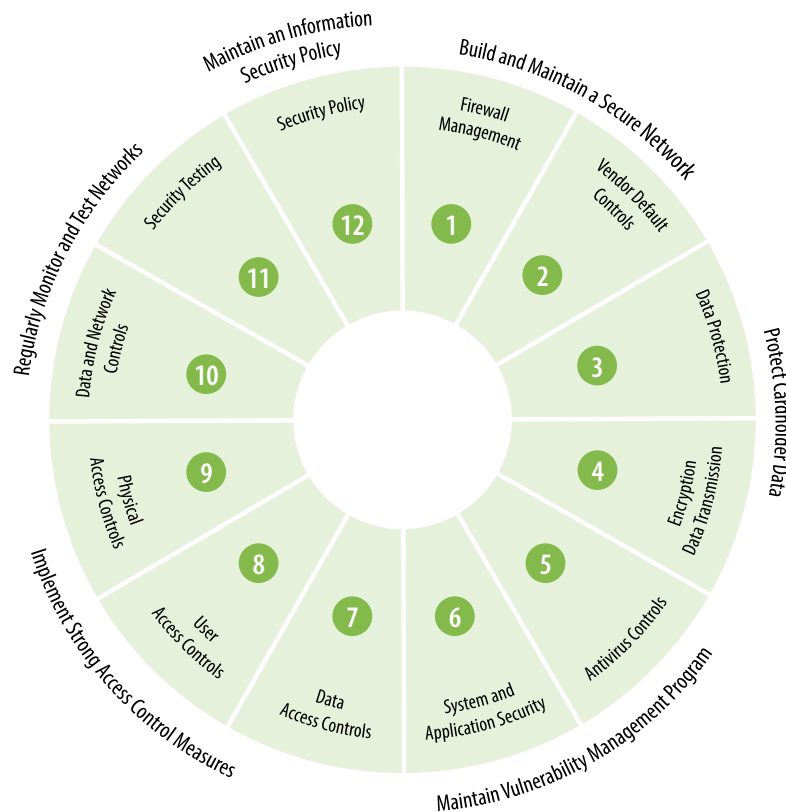 Build and Maintain a Secure Network
Firewall
Management
1
Vendor Default
Controls
2
Protect Cardholder Data
Data Protection
3
Encryption
Data Transmission
4
Maintain Vulnerability Management Program
Antivirus Controls
5
System and
Application Security
6
Implement Strong Access Control Measures
Data
Access Controls
7
User
Access Controls
8
Physical
Access Controls
9
Regularly Monitor and Test Networks
Data and Network
Controls
10
Security Testing
11
Maintain an Information
Security Policy
Security Policy
12